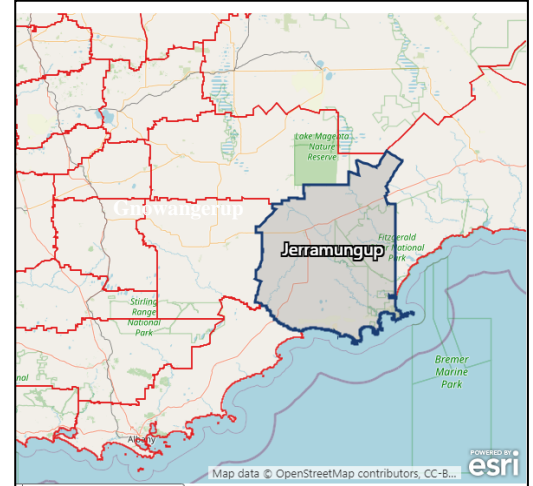 Lake Magenta
Nature
Reserve
Gnowangerup
Jerramungup
Fitzgerald
National
Park
Stirling
Range
National
Park
Bremer
Marine
Park
nal
Albany
POWERED BY
esri
Map data © OpenStreetMap contributors, CC-B...